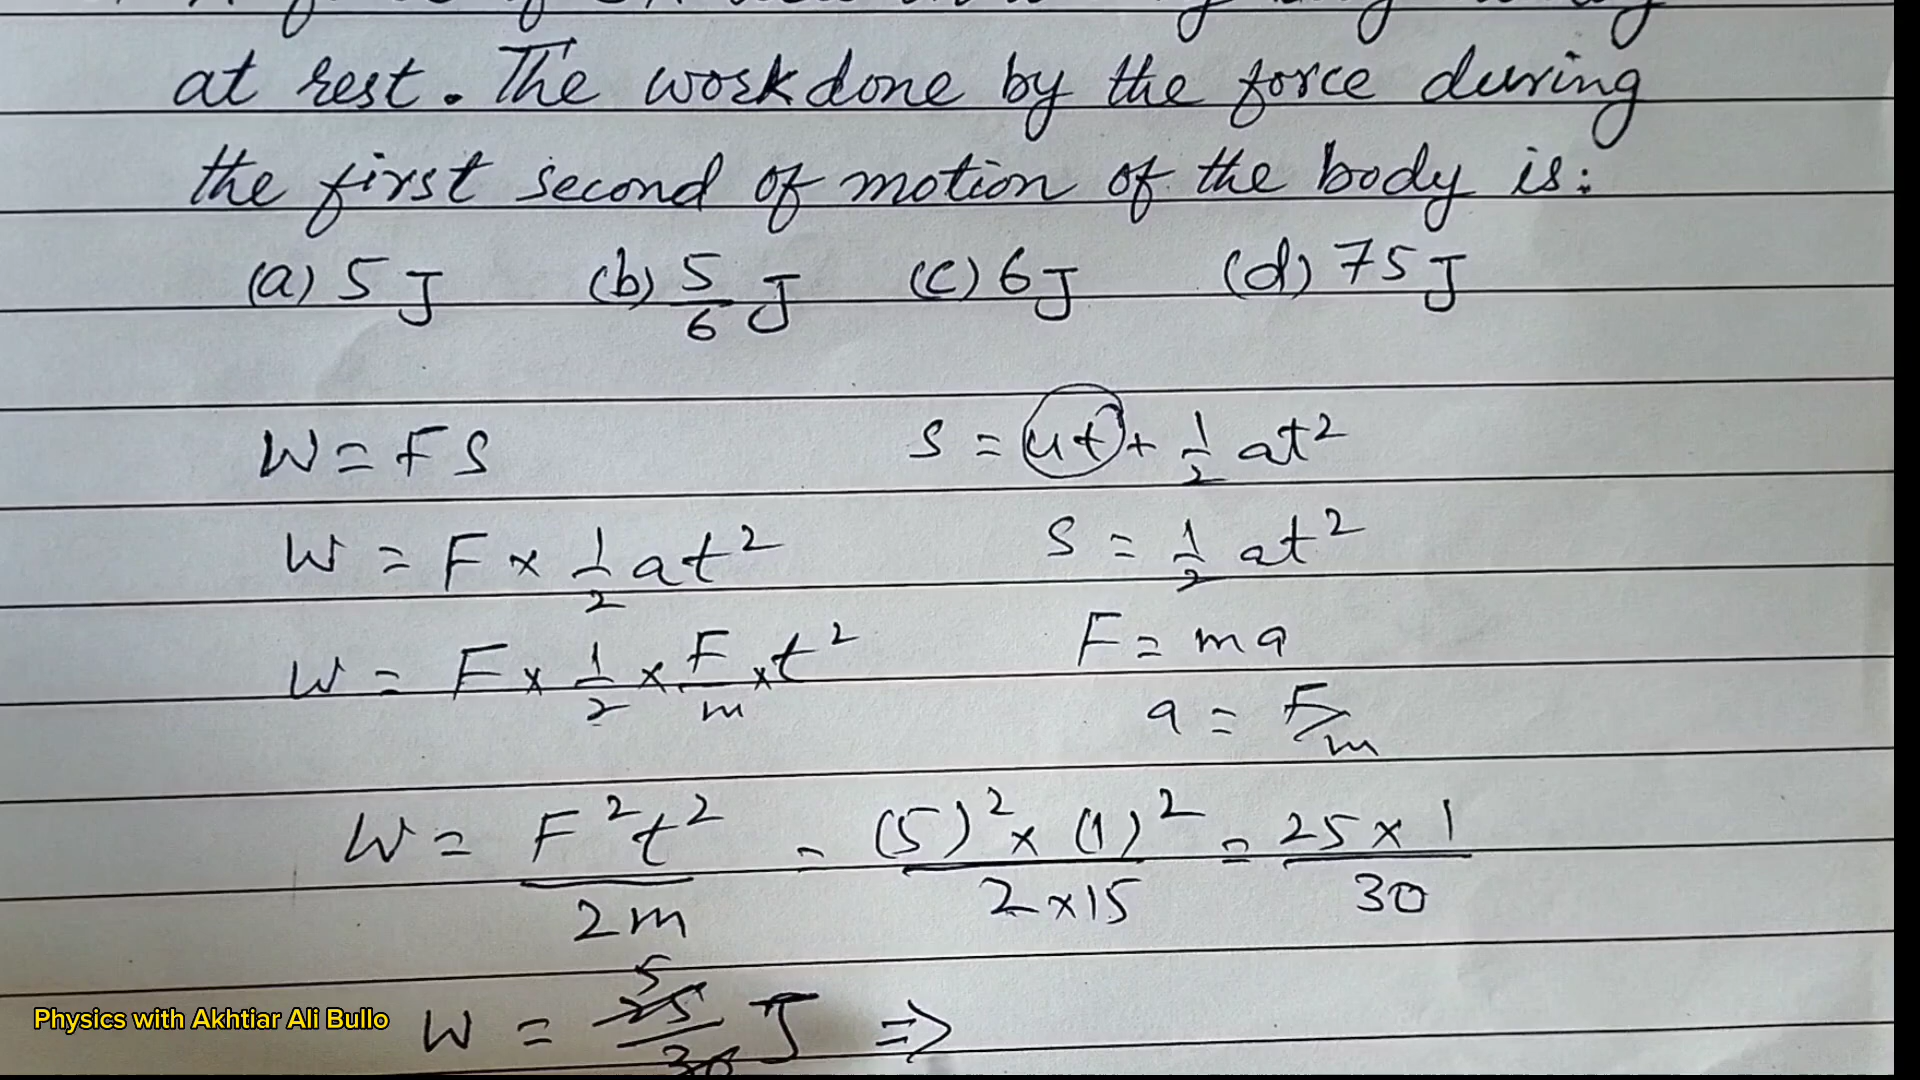 at rest. The work done by the force during
the first second of motion of the body is:
(a) 5 J (b) 5/6 J (c) 6 J (d) 75 J
W = FS
S = ut + 1/2 at²
W = F × 1/2 at²
S = 1/2 at²
W = F × 1/2 × F/m × t²
F = ma
a = F/m
W = F²t²/2m = (5)² × (1)²/2 × 15 = 25 × 1/30
5
W = 25/30 J ⇒
Physics with Akhtiar Ali Bullo